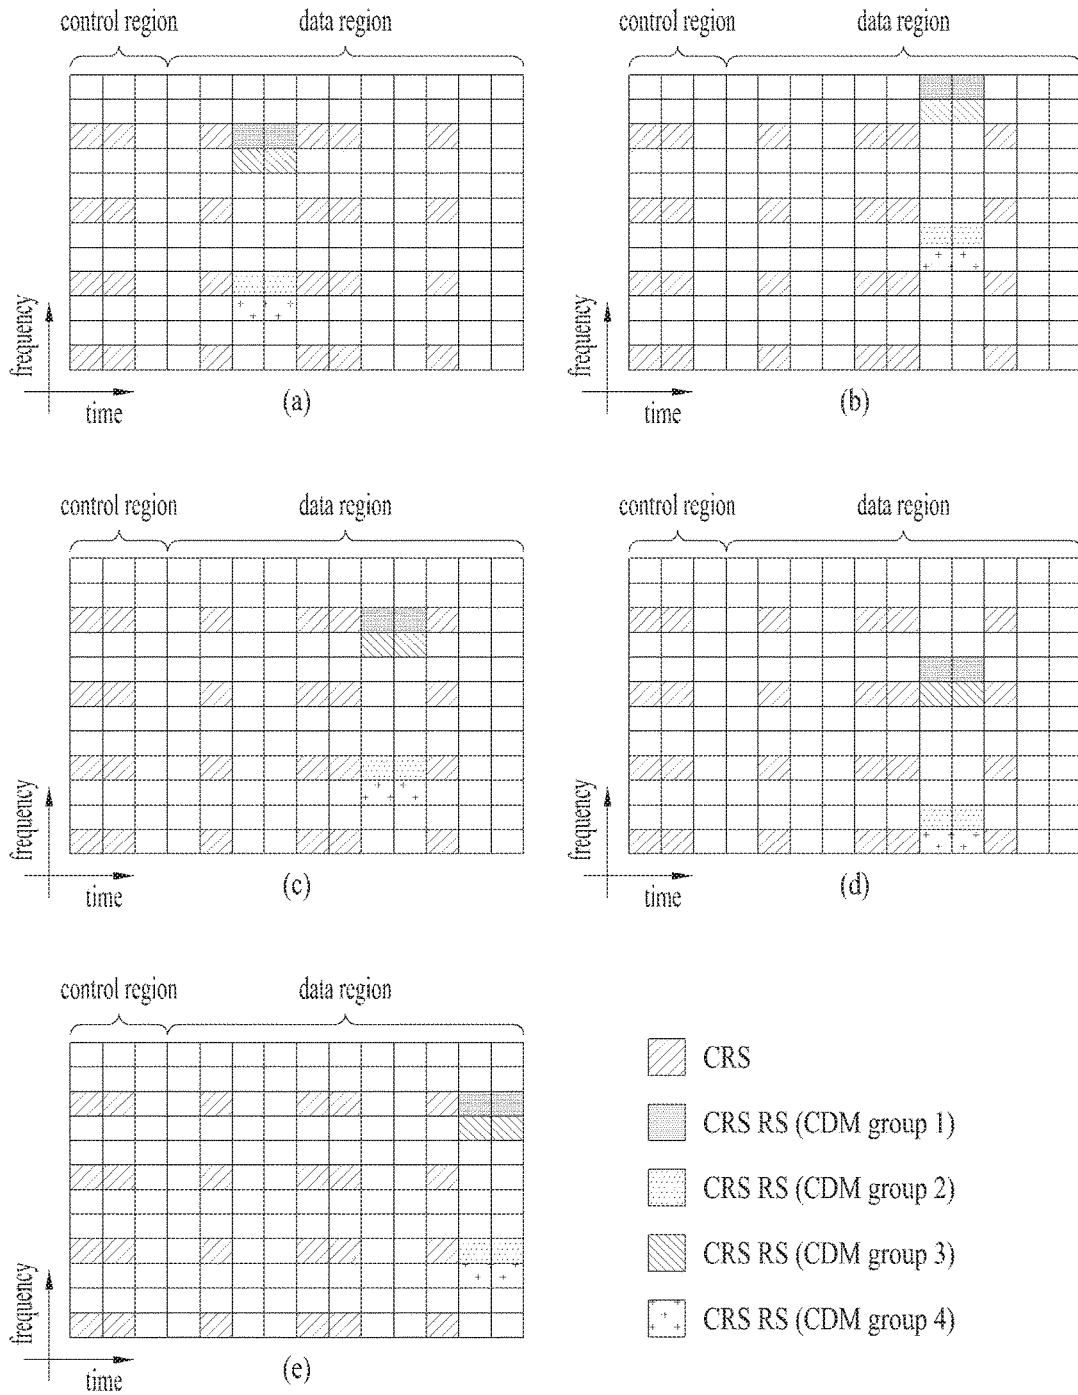 control region data region
frequency
time
(a)
control region data region
frequency
time
(b)
control region data region
frequency
time
(c)
control region data region
frequency
time
(d)
control region data region
frequency
time
(e)
CRS
CRS RS (CDM group 1)
CRS RS (CDM group 2)
CRS RS (CDM group 3)
CRS RS (CDM group 4)